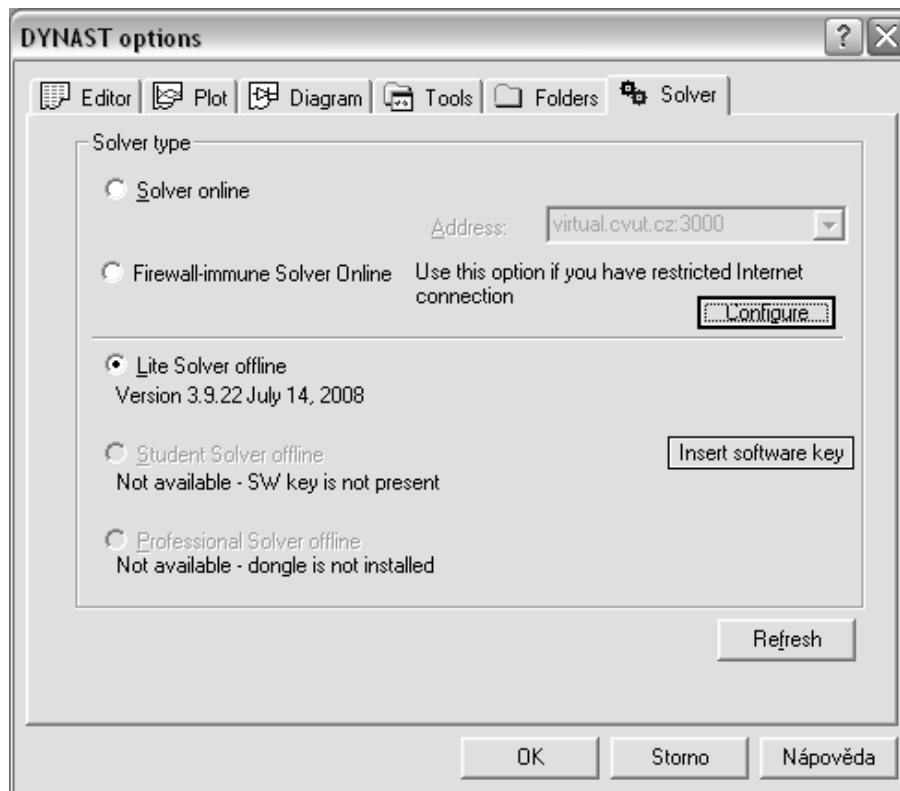 DYNAST options
Editor Plot Diagram Tools Folders Solver
Solver type
Solver online
Address: virtual.cvut.cz:3000
Firewall-immune Solver Online
Use this option if you have restricted Internet
connection
Configure
Lite Solver offline
Version 3.9.22 July 14, 2008
Student Solver offline
Insert software key
Not available - SW key is not present
Professional Solver offline
Not available - dongle is not installed
Refresh
OK Storno Nápověda